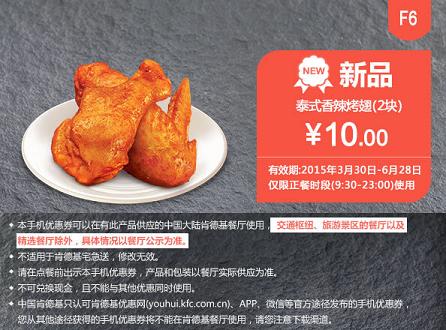 F6
NEW 新品
泰式香辣烤翅(2块)
¥10.00
有效期:2015年3月30日-6月28日
仅限正餐时段(9:30-23:00)使用
本手机优惠券可以在有此产品供应的中国大陆肯德基餐厅使用，交通枢纽、旅游景区的餐厅以及
精选餐厅除外，具体情况以餐厅公示为准。
不适用于肯德基宅急送，修改无效。
请在点餐前出示本手机优惠券，产品和包装以餐厅实际供应为准。
不可兑换现金，且不能与其他优惠同时使用。
中国肯德基只认可肯德基优惠网(youhui.kfc.com.cn)、APP、微信等官方途径发布的手机优惠券，
您从其他途径获得的手机优惠券将不能在肯德基餐厅使用，请您注意下载渠道。